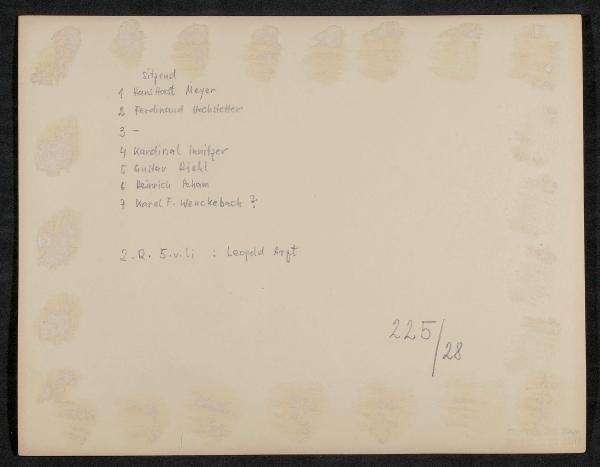 sitzend
1 Hans Horst Meyer
2 Ferdinand Hochstetter
3 –
4 Kardinal Innitzer
5 Gustav Riehl
6 Heinrich Peham
7 Karel F. Wenckebach ?
2. R. 5. v. li : Leopold Arzt
225/28